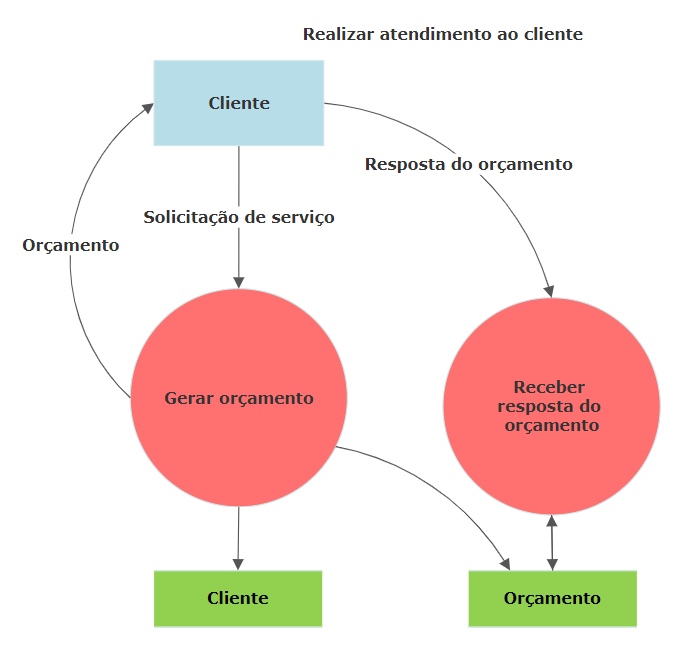 Realizar atendimento ao cliente
Cliente
Resposta do orçamento
Solicitação de serviço
Orçamento
Gerar orçamento
Receber
resposta do
orçamento
Cliente
Orçamento